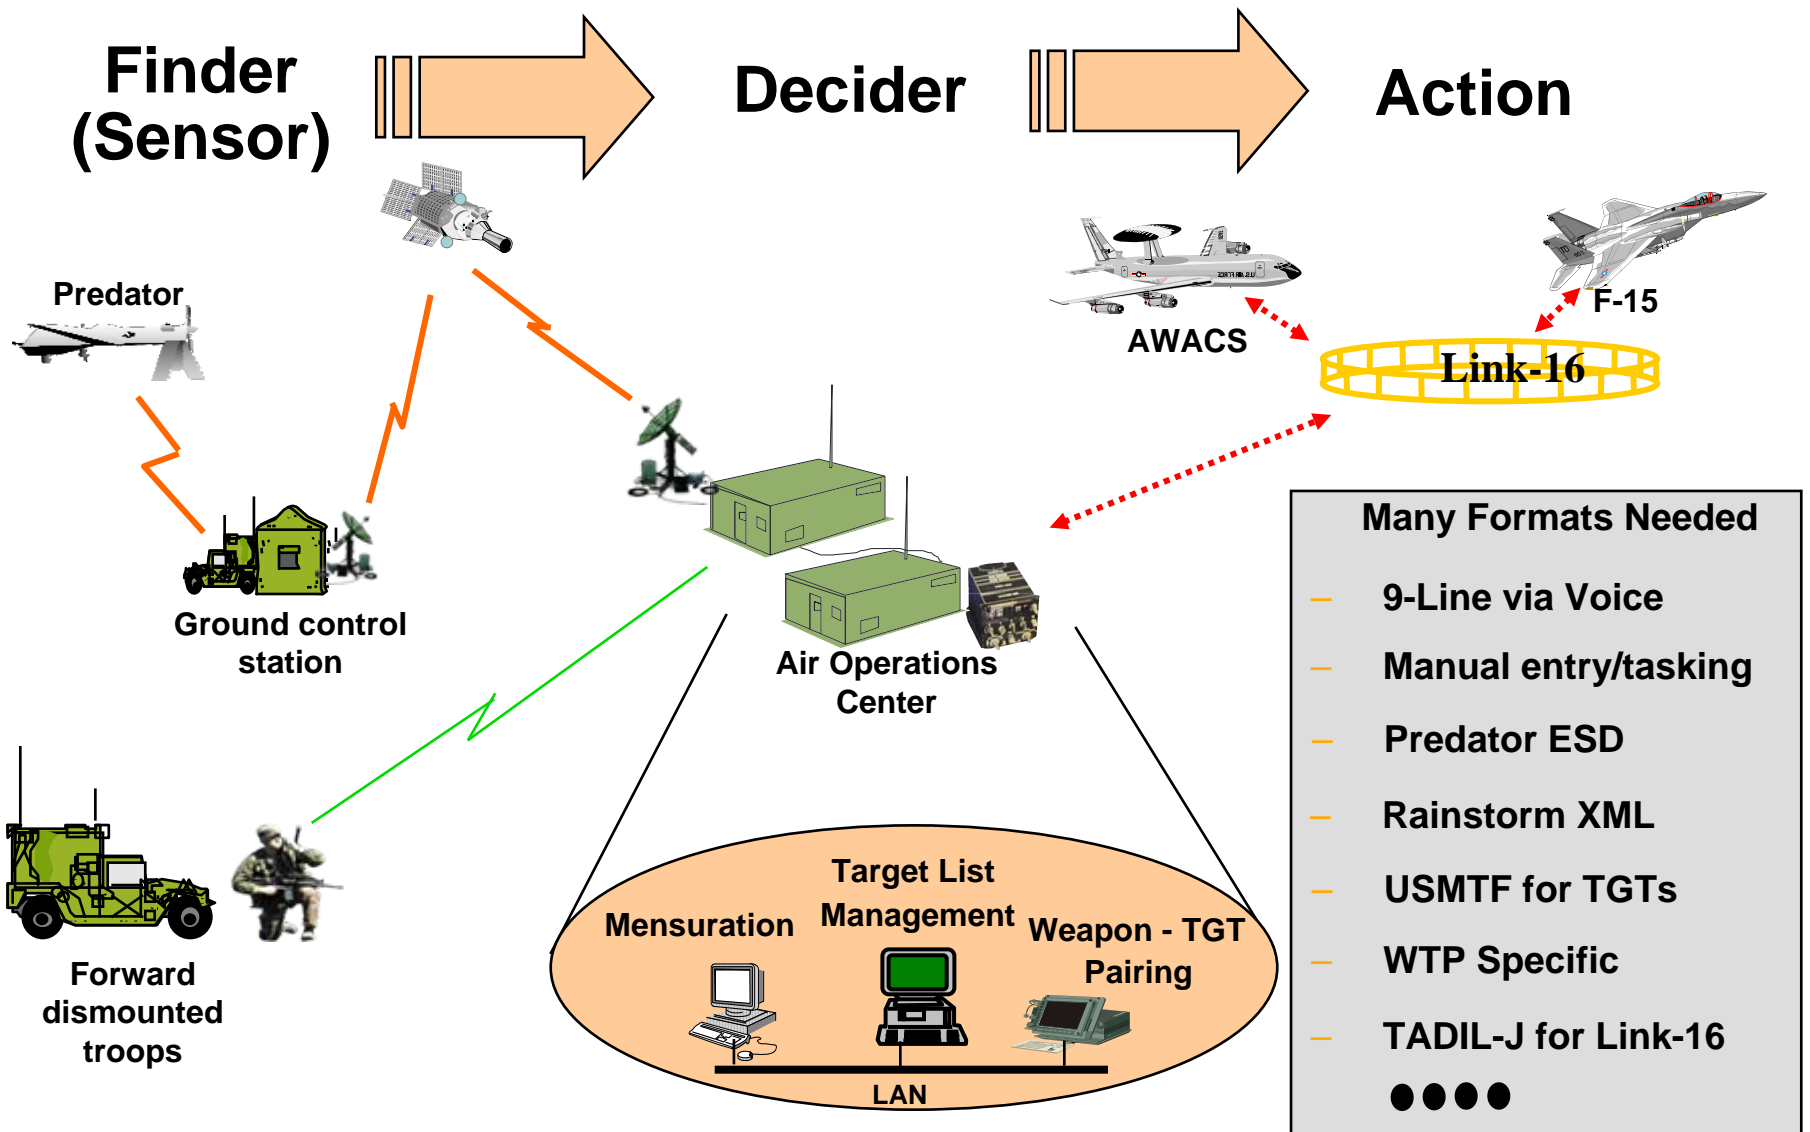 Finder
(Sensor)
Decider
Action
Predator
AWACS
F-15
Link-16
Ground control
station
Air Operations
Center
Forward
dismounted
troops
Mensuration
Target List
Management
Weapon - TGT
Pairing
LAN
Many Formats Needed
– 9-Line via Voice
– Manual entry/tasking
– Predator ESD
– Rainstorm XML
– USMTF for TGTs
– WTP Specific
– TADIL-J for Link-16